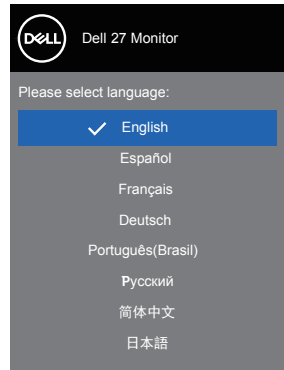 DELL
Dell 27 Monitor
Please select language:
English
Español
Français
Deutsch
Português(Brasil)
Русский
简体中文
日本語